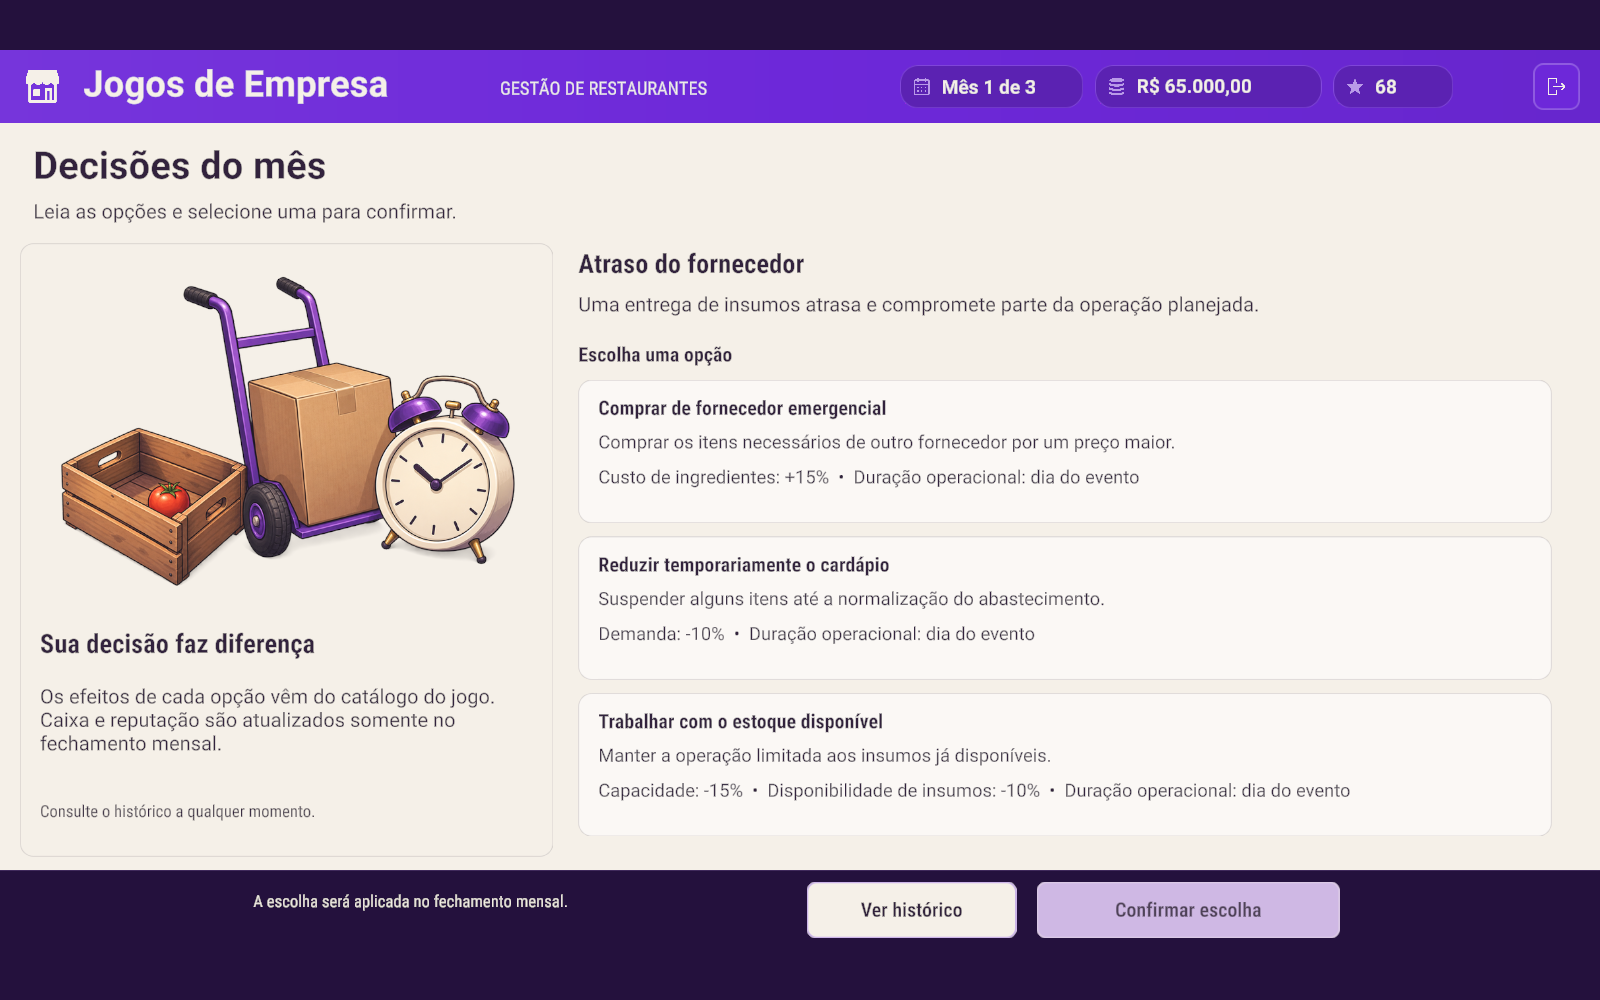 Jogos de Empresa
GESTÃO DE RESTAURANTES
Mês 1 de 3
R$ 65.000,00
68
Decisões do mês
Leia as opções e selecione uma para confirmar.
Sua decisão faz diferença
Os efeitos de cada opção vêm do catálogo do jogo.
Caixa e reputação são atualizados somente no
fechamento mensal.
Consulte o histórico a qualquer momento.
Atraso do fornecedor
Uma entrega de insumos atrasa e compromete parte da operação planejada.
Escolha uma opção
Comprar de fornecedor emergencial
Comprar os itens necessários de outro fornecedor por um preço maior.
Custo de ingredientes: +15% • Duração operacional: dia do evento
Reduzir temporariamente o cardápio
Suspender alguns itens até a normalização do abastecimento.
Demanda: -10% • Duração operacional: dia do evento
Trabalhar com o estoque disponível
Manter a operação limitada aos insumos já disponíveis.
Capacidade: -15% • Disponibilidade de insumos: -10% • Duração operacional: dia do evento
A escolha será aplicada no fechamento mensal.
Ver histórico
Confirmar escolha